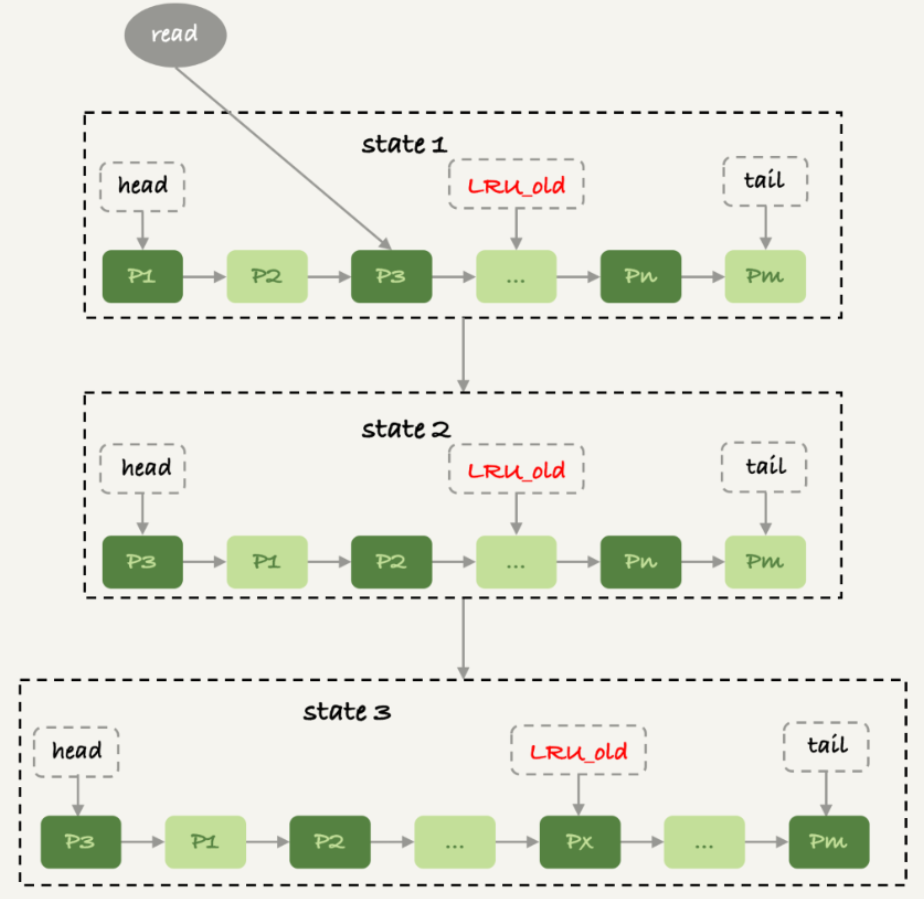 read
state 1
head
LRU_old
tail
P1 P2 P3 ... Pn Pm
state 2
head
LRU_old
tail
P3 P1 P2 ... Pn Pm
state 3
head
LRU_old
tail
P3 P1 P2 ... Px ... Pm